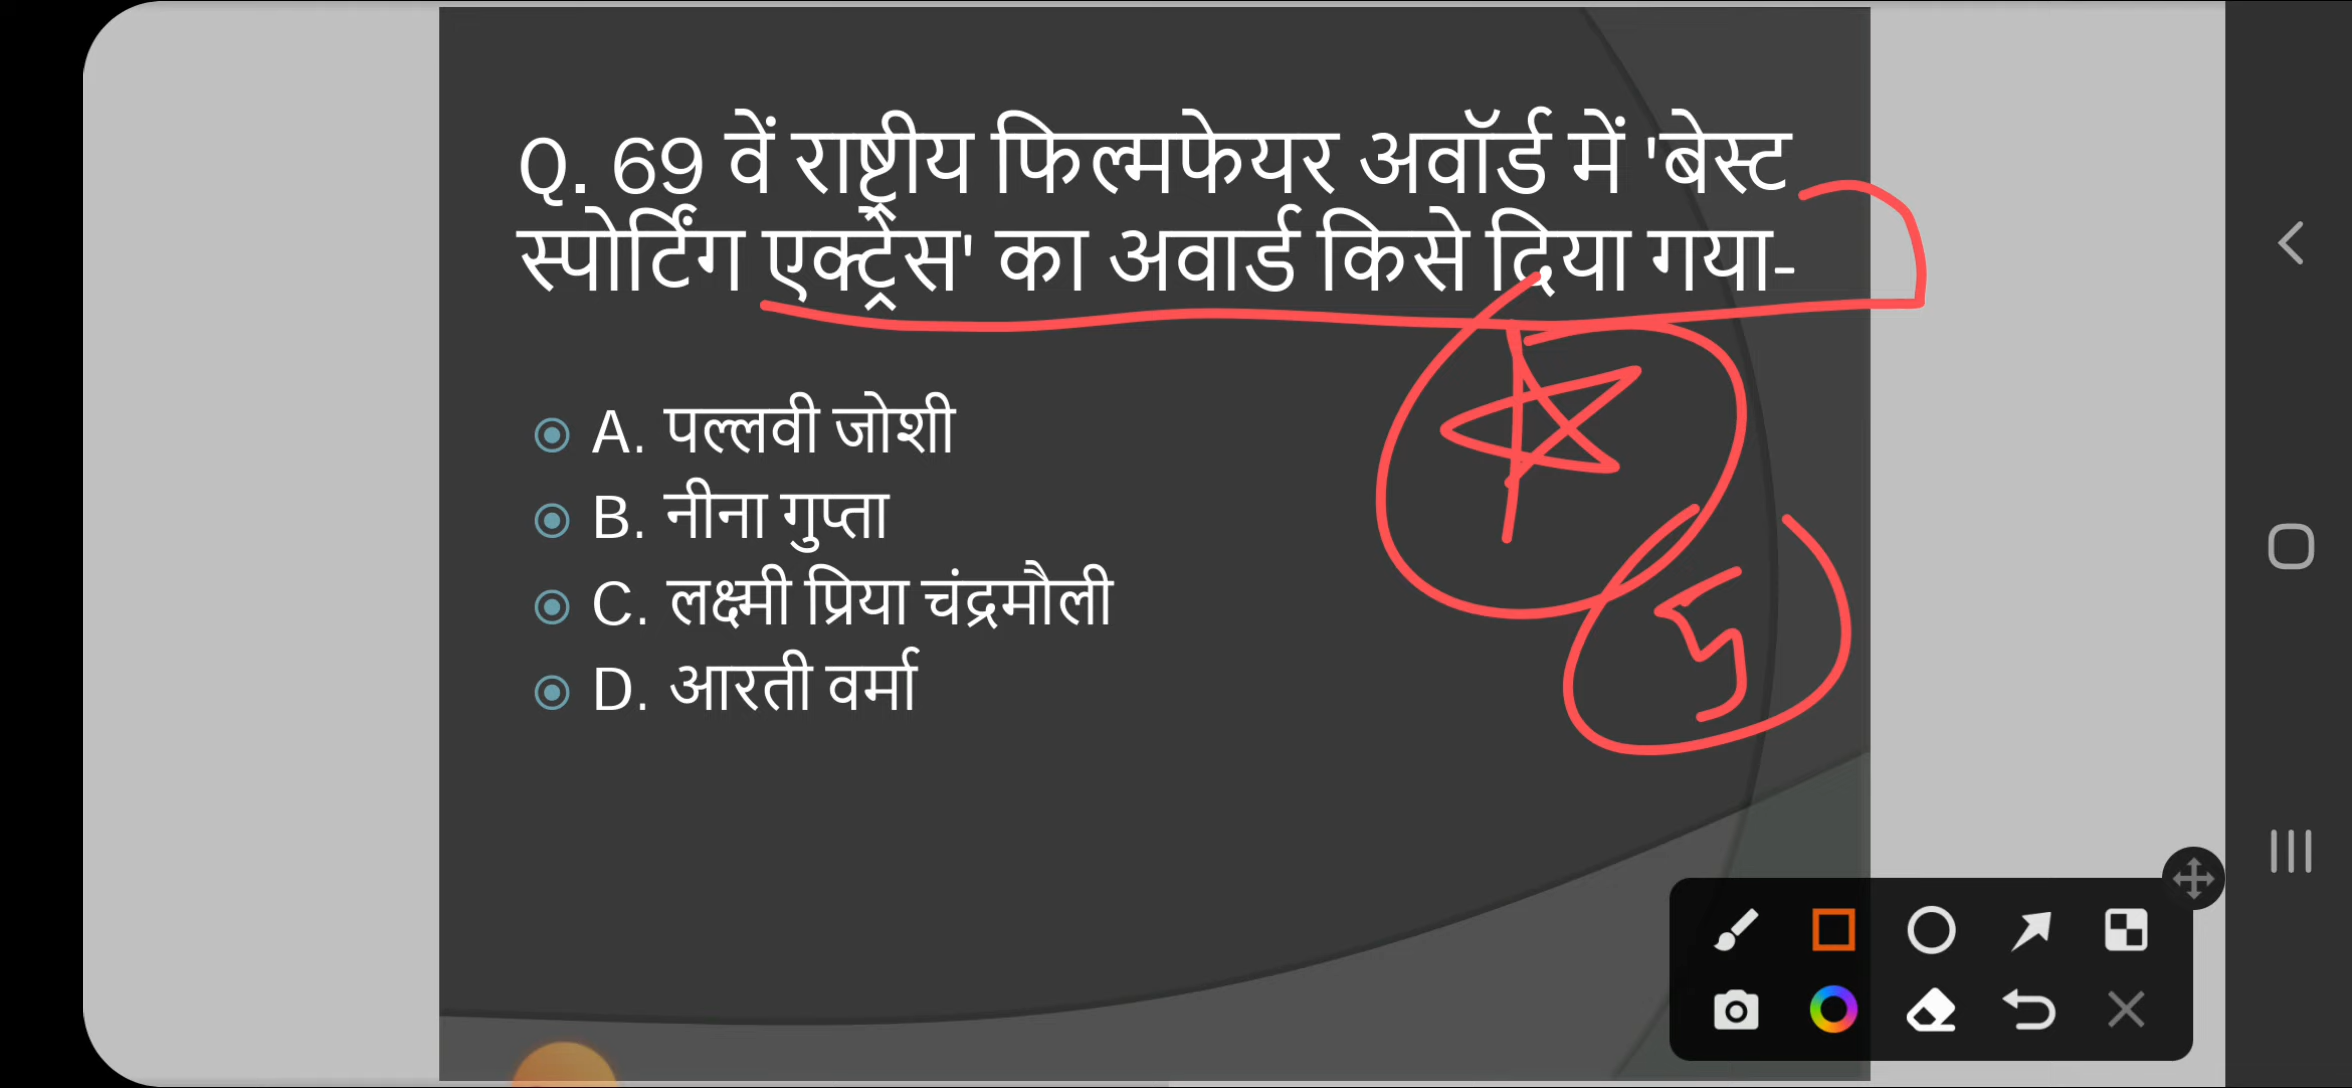 Q. 69 वें राष्ट्रीय फिल्मफेयर अवॉर्ड में 'बेस्ट
स्पोर्टिंग एक्ट्रेस' का अवार्ड किसे दिया गया-
A. पल्लवी जोशी
B. नीना गुप्ता
C. लक्ष्मी प्रिया चंद्रमौली
D. आरती वर्मा
5